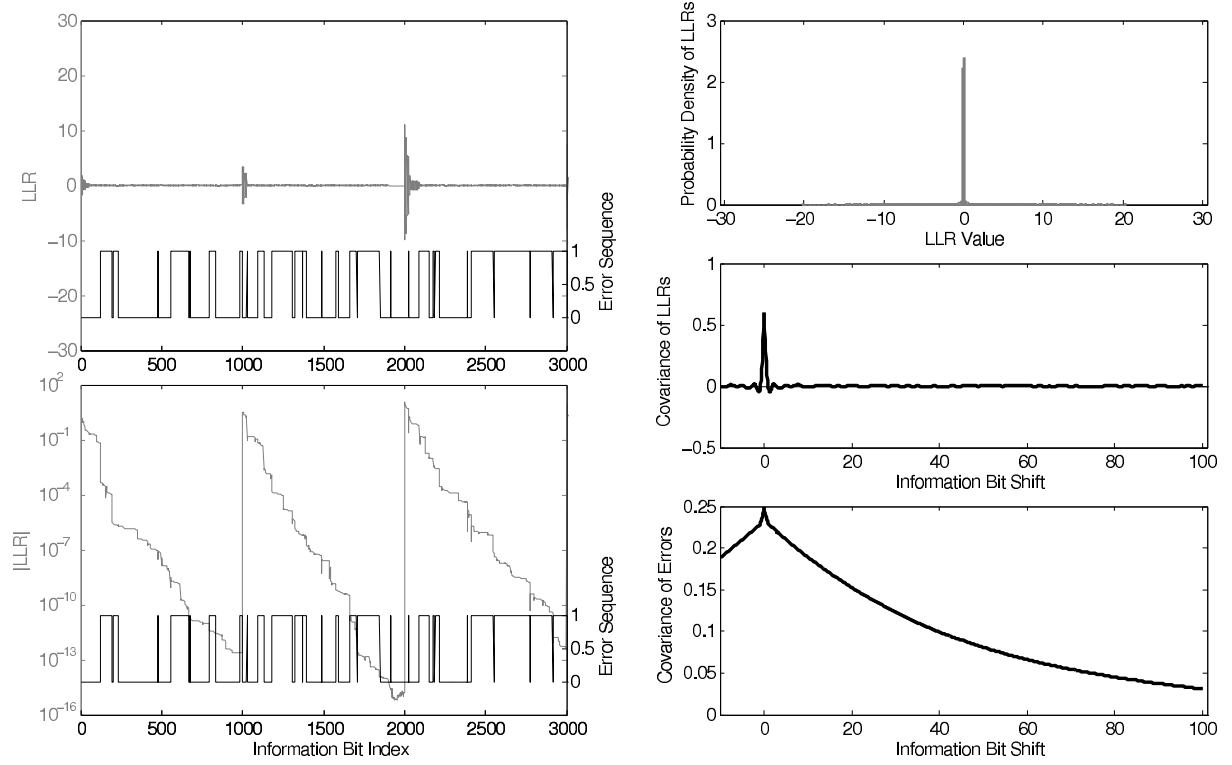 30
20
10
0
−10
−20
−30
LLR
1
0.5
0
Error Sequence
0 500 1000 1500 2000 2500 3000
10^2
10^−1
10^−4
10^−7
10^−10
10^−13
10^−16
|LLR|
1
0.5
0
Error Sequence
0 500 1000 1500 2000 2500 3000
Information Bit Index
3
2
1
0
Probability Density of LLRs
−30 −20 −10 0 10 20 30
LLR Value
1
0.5
0
−0.5
Covariance of LLRs
0 20 40 60 80 100
Information Bit Shift
0.25
0.2
0.15
0.1
0.05
0
Covariance of Errors
0 20 40 60 80 100
Information Bit Shift